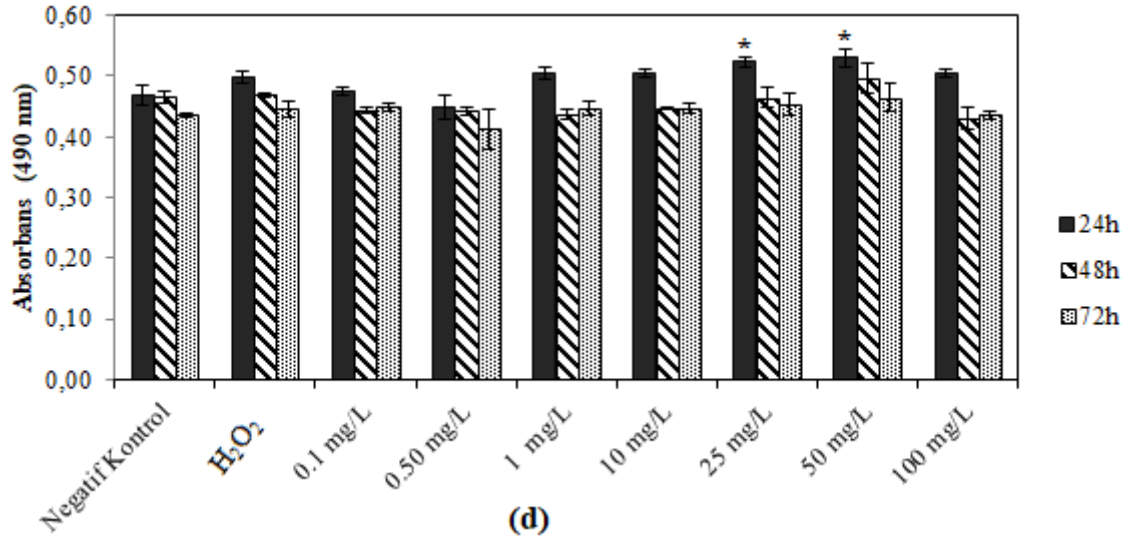 0,60
0,50
0,40
0,30
0,20
0,10
0,00
Absorbans (490 nm)
*
*
Negatif Kontrol
H₂O₂
0.1 mg/L
0.50 mg/L
1 mg/L
10 mg/L
25 mg/L
50 mg/L
100 mg/L
24h
48h
72h
(d)